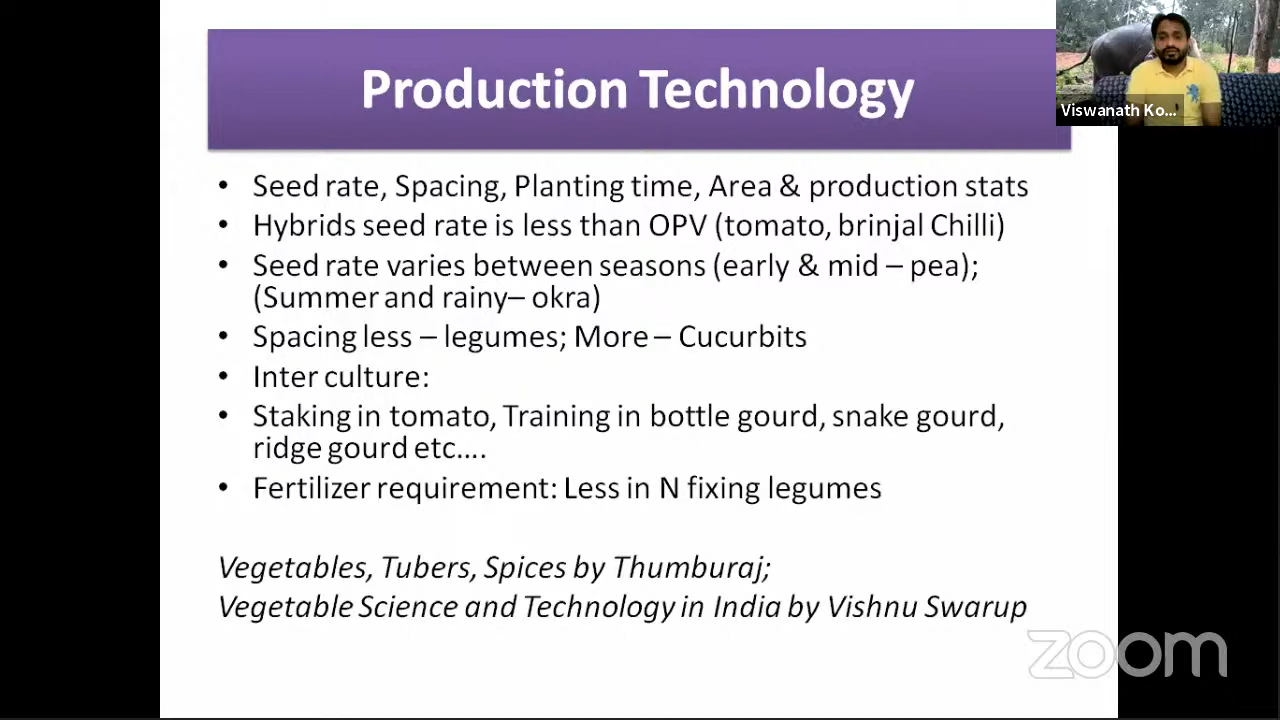 Production Technology
Viswanath Ko...
• Seed rate, Spacing, Planting time, Area & production stats
• Hybrids seed rate is less than OPV (tomato, brinjal Chilli)
• Seed rate varies between seasons (early & mid – pea);
(Summer and rainy– okra)
• Spacing less – legumes; More – Cucurbits
• Inter culture:
• Staking in tomato, Training in bottle gourd, snake gourd,
ridge gourd etc....
• Fertilizer requirement: Less in N fixing legumes
Vegetables, Tubers, Spices by Thumburaj;
Vegetable Science and Technology in India by Vishnu Swarup
zoom